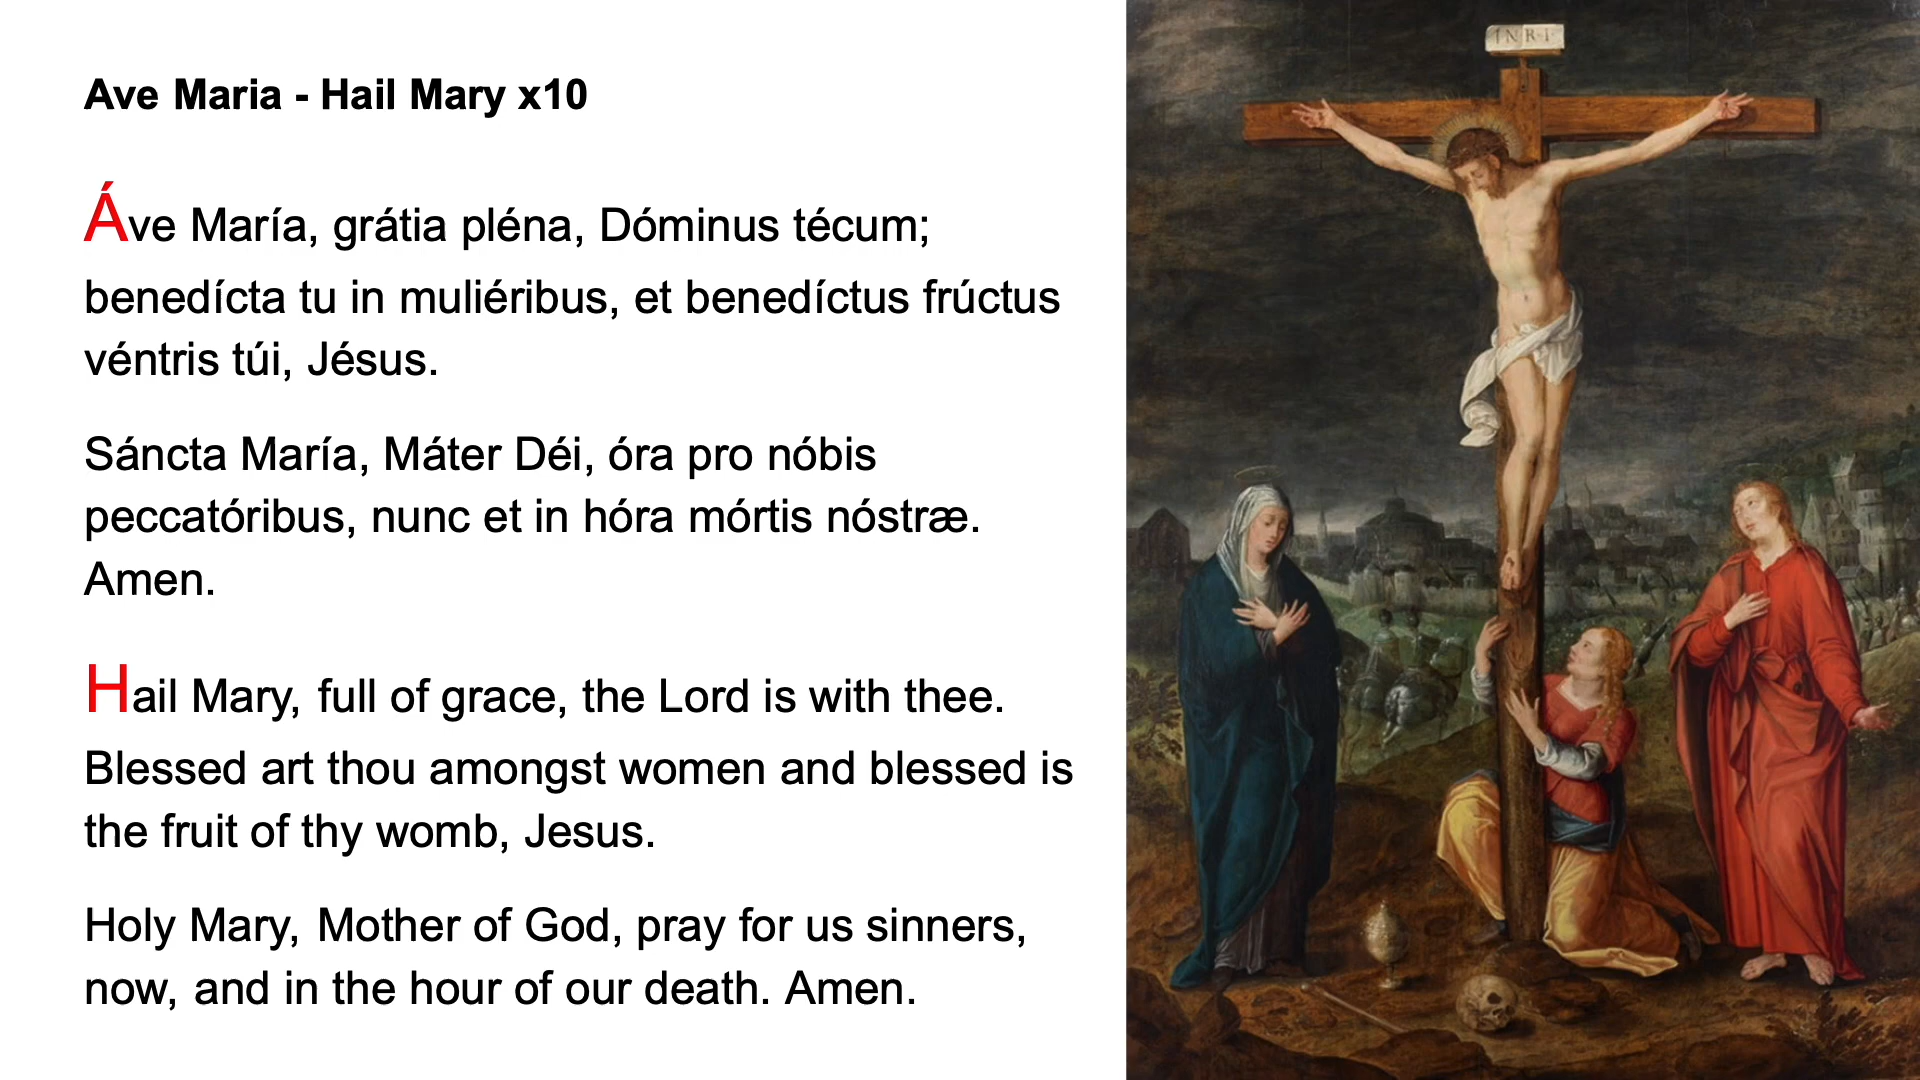 Ave Maria - Hail Mary x10
Áve María, grátia pléna, Dóminus técum;
benedícta tu in muliéribus, et benedíctus frúctus
véntris túi, Jésus.
Sáncta María, Máter Déi, óra pro nóbis
peccatóribus, nunc et in hóra mórtis nóstræ.
Amen.
Hail Mary, full of grace, the Lord is with thee.
Blessed art thou amongst women and blessed is
the fruit of thy womb, Jesus.
Holy Mary, Mother of God, pray for us sinners,
now, and in the hour of our death. Amen.
INRI